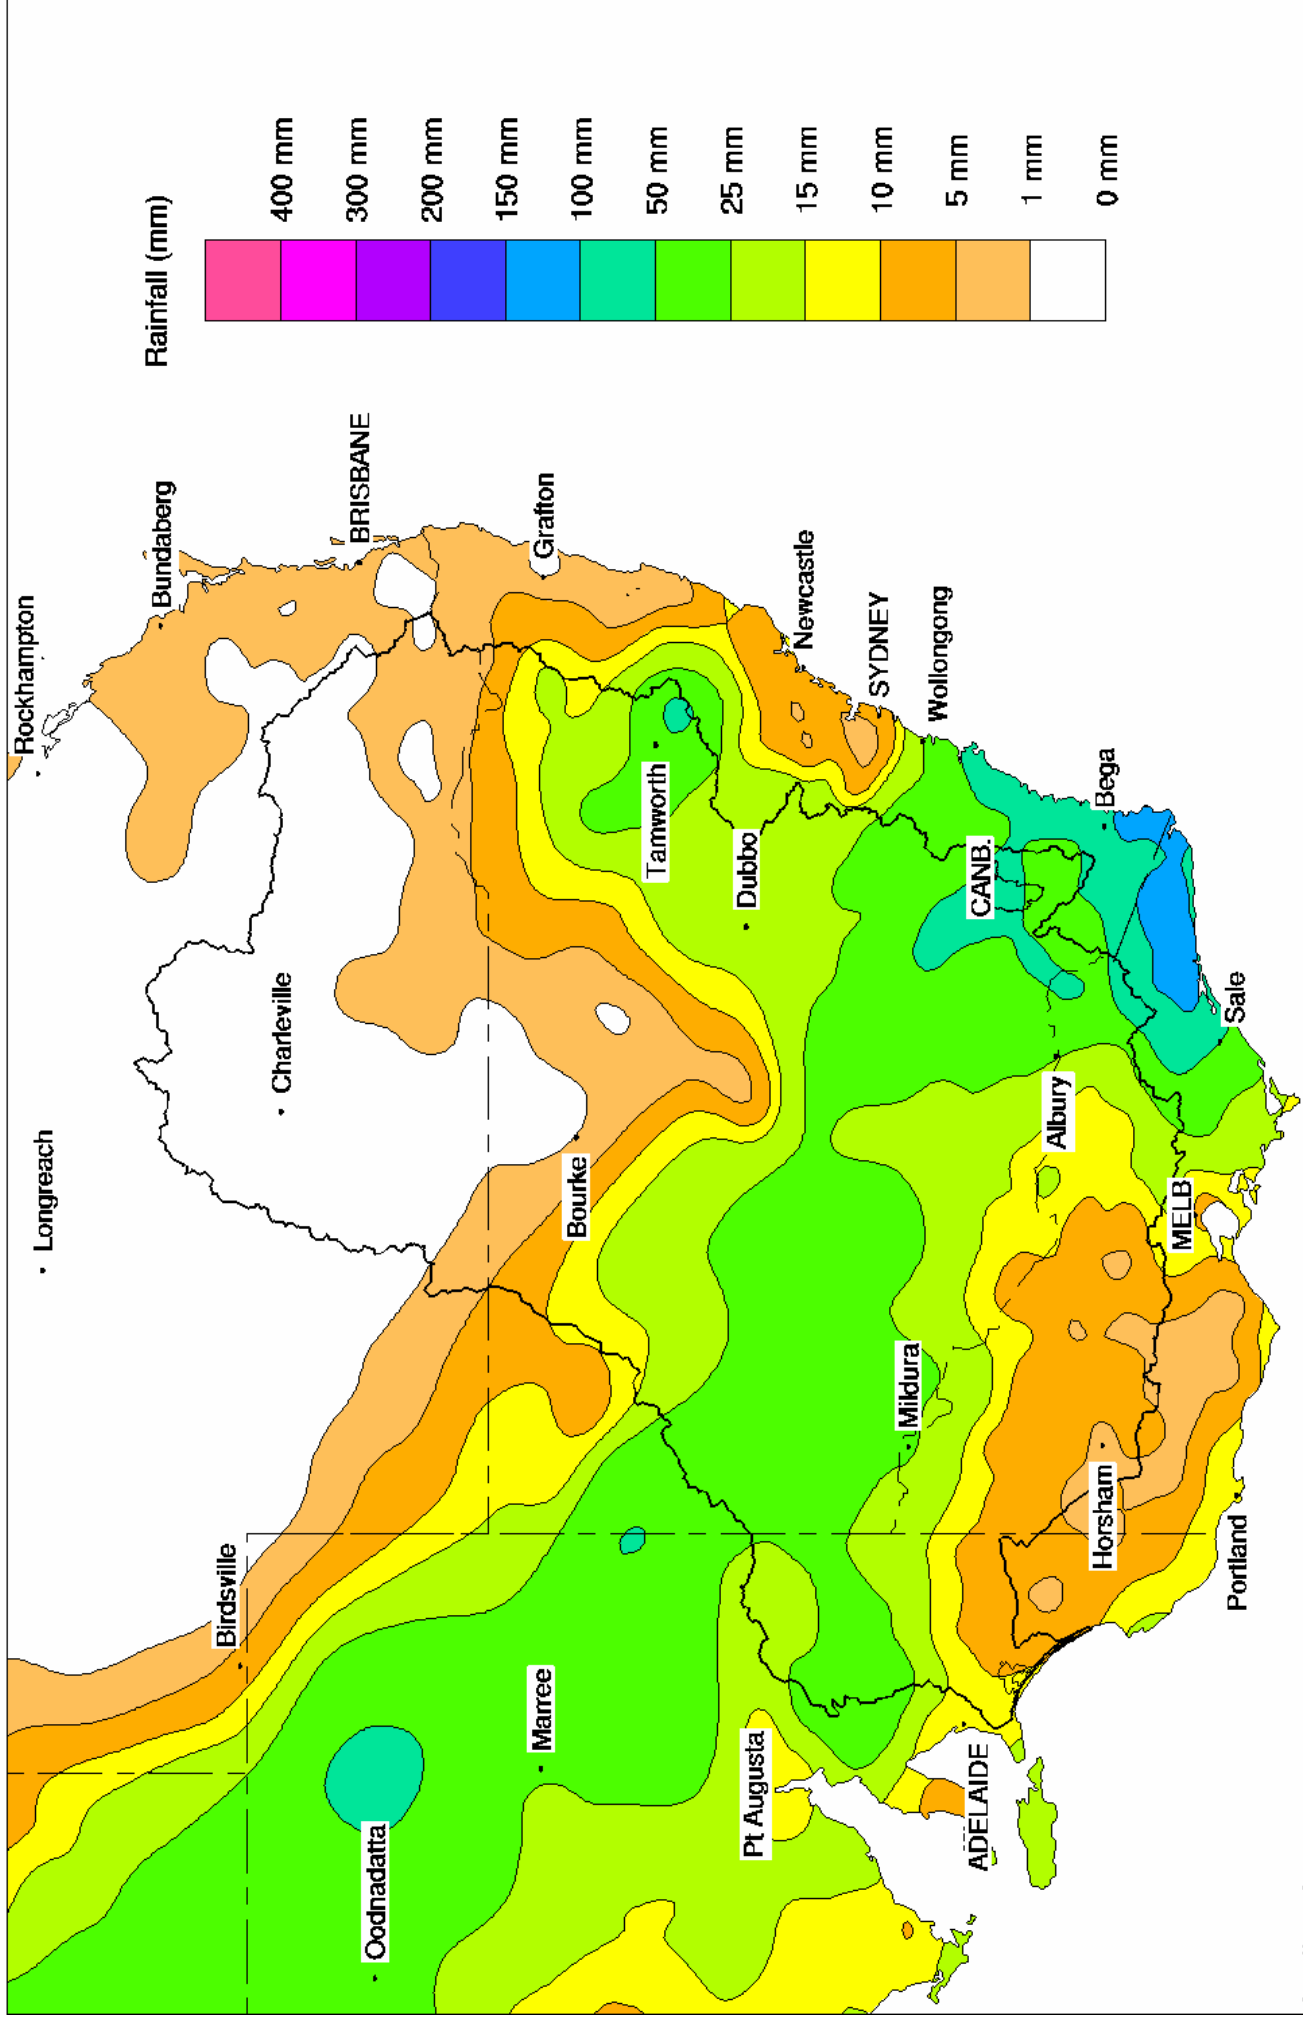 Rainfall (mm)
400 mm
300 mm
200 mm
150 mm
100 mm
50 mm
25 mm
15 mm
10 mm
5 mm
1 mm
0 mm
Rockhampton
Longreach
Bundaberg
Birdsville
Charleville
BRISBANE
Oodnadatta
Marree
Bourke
Grafton
Tamworth
Pt Augusta
Dubbo
Newcastle
Mildura
SYDNEY
Wollongong
ADELAIDE
CANB.
Albury
Horsham
Bega
MELB
Portland
Sale